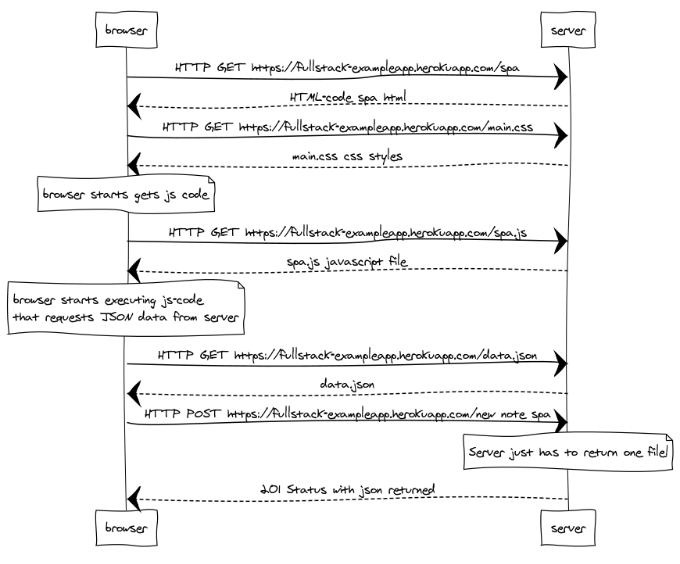 browser
server
HTTP GET https://fullstack-exampleapp.herokuapp.com/spa
HTML-code spa html
HTTP GET https://fullstack-exampleapp.herokuapp.com/main.css
main.css css styles
browser starts gets js code
HTTP GET https://fullstack-exampleapp.herokuapp.com/spa.js
spa.js javascript file
browser starts executing js-code
that requests JSON data from server
HTTP GET https://fullstack-exampleapp.herokuapp.com/data.json
data.json
HTTP POST https://fullstack-exampleapp.herokuapp.com/new note spa
Server just has to return one file!
201 Status with json returned
browser
server